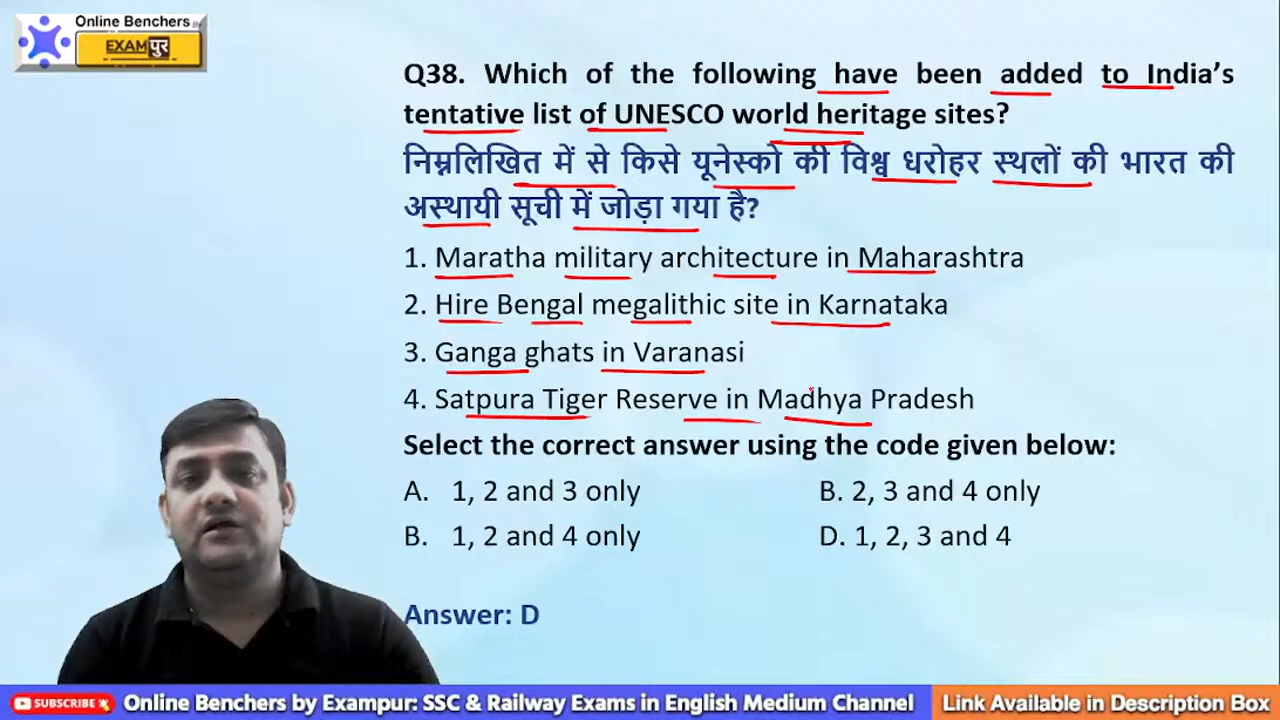 Online Benchers By
EXAMपुर
Q38. Which of the following have been added to India's
tentative list of UNESCO world heritage sites?
निम्नलिखित में से किसे यूनेस्को की विश्व धरोहर स्थलों की भारत की
अस्थायी सूची में जोड़ा गया है?
1. Maratha military architecture in Maharashtra
2. Hire Bengal megalithic site in Karnataka
3. Ganga ghats in Varanasi
4. Satpura Tiger Reserve in Madhya Pradesh
Select the correct answer using the code given below:
A. 1, 2 and 3 only B. 2, 3 and 4 only
B. 1, 2 and 4 only D. 1, 2, 3 and 4
Answer: D
SUBSCRIBE Online Benchers by Exampur: SSC & Railway Exams in English Medium Channel Link Available in Description Box